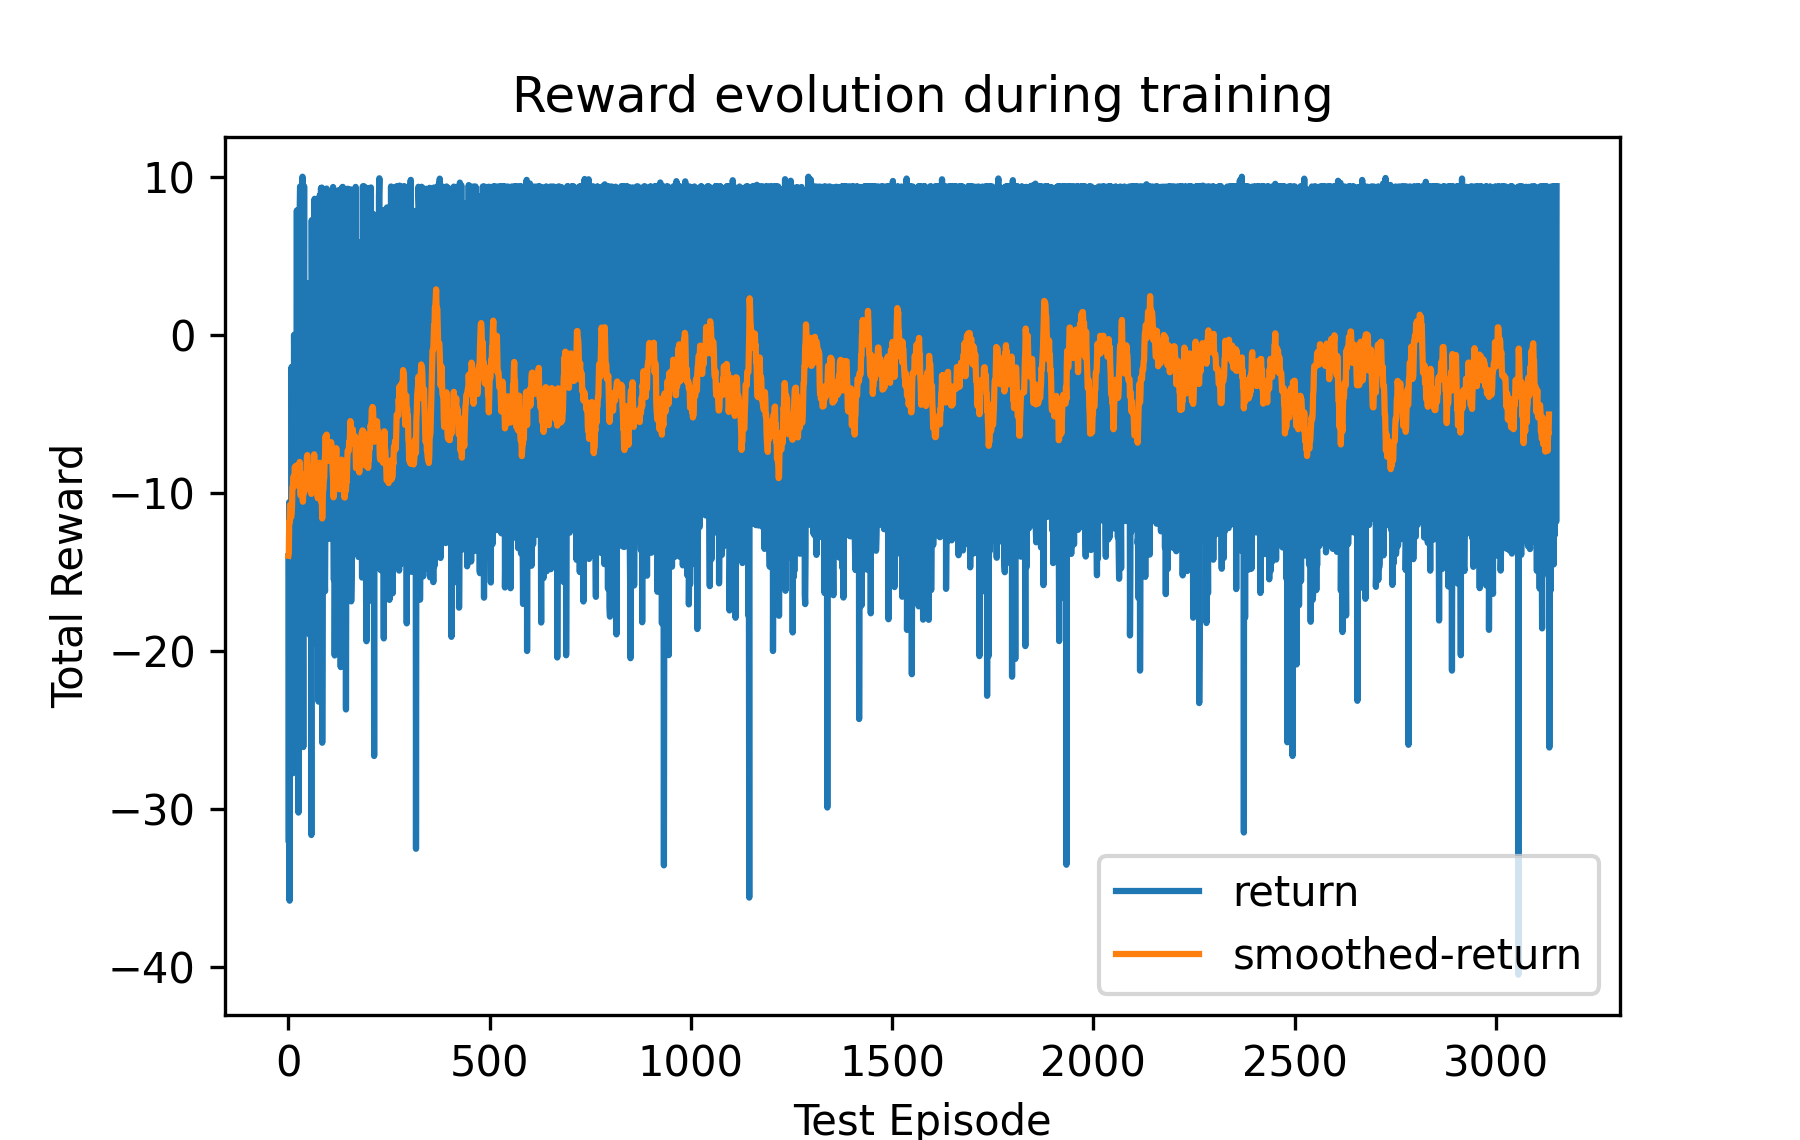 Reward evolution during training
10
0
−10
−20
−30
−40
Total Reward
return
smoothed-return
0 500 1000 1500 2000 2500 3000
Test Episode